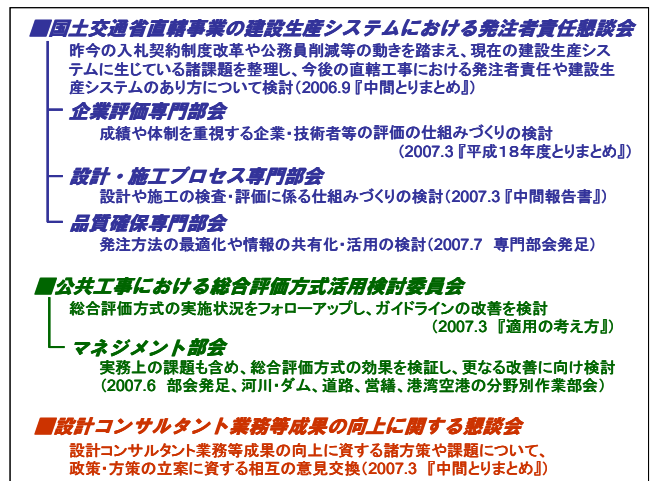 ■国土交通省直轄事業の建設生産システムにおける発注者責任懇談会
昨今の入札契約制度改革や公務員削減等の動きを踏まえ、現在の建設生産シス
テムに生じている諸課題を整理し、今後の直轄工事における発注者責任や建設生
産システムのあり方について検討(2006.9『中間とりまとめ』)
企業評価専門部会
成績や体制を重視する企業・技術者等の評価の仕組みづくりの検討
(2007.3『平成18年度とりまとめ』)
設計・施工プロセス専門部会
設計や施工の検査・評価に係る仕組みづくりの検討(2007.3『中間報告書』)
品質確保専門部会
発注方法の最適化や情報の共有化・活用の検討(2007.7 専門部会発足)
■公共工事における総合評価方式活用検討委員会
総合評価方式の実施状況をフォローアップし、ガイドラインの改善を検討
(2007.3 『適用の考え方』)
マネジメント部会
実務上の課題も含め、総合評価方式の効果を検証し、更なる改善に向け検討
(2007.6 部会発足、河川・ダム、道路、営繕、港湾空港の分野別作業部会)
■設計コンサルタント業務等成果の向上に関する懇談会
設計コンサルタント業務等成果の向上に資する諸方策や課題について、
政策・方策の立案に資する相互の意見交換(2007.3 『中間とりまとめ』)